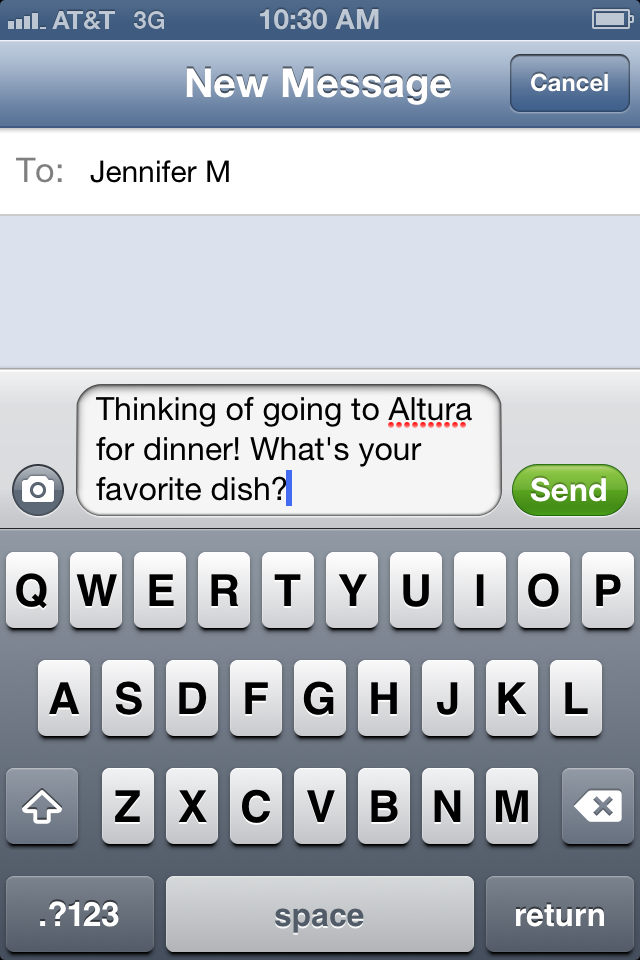 AT&T 3G 10:30 AM
New Message Cancel
To: Jennifer M
Thinking of going to Altura
for dinner! What's your
favorite dish?
Send
Q W E R T Y U I O P
A S D F G H J K L
Z X C V B N M
.?123 space return